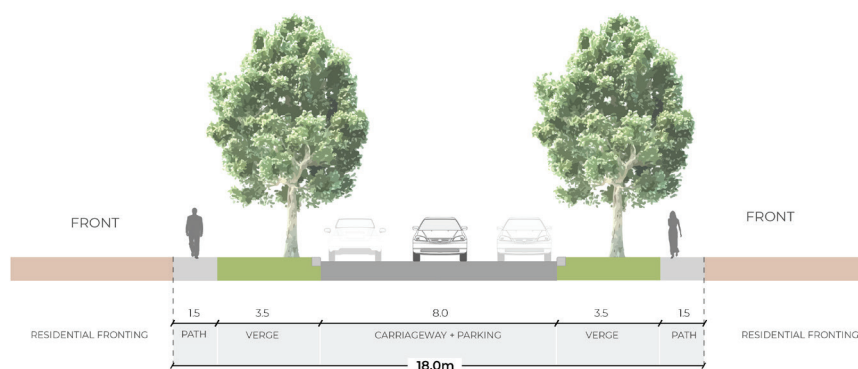 FRONT
FRONT
1.5 3.5 8.0 3.5 1.5
RESIDENTIAL FRONTING PATH VERGE CARRIAGEWAY + PARKING VERGE PATH RESIDENTIAL FRONTING
18.0m